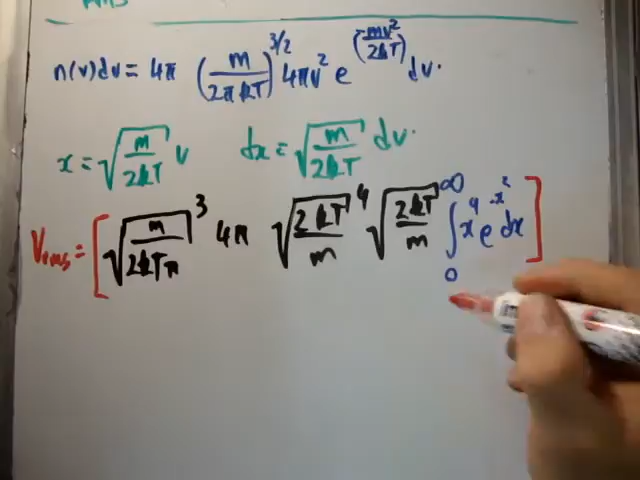 n(v)dv = 4π (m/2πkT)^3/2 4πv² e^(-mv²/2kT) dv.
x = √(m/2kT) v    dx = √(m/2kT) dv.
Vrms = [√(m/2kTπ)³ 4π √(2kT/m)⁴ √(2kT/m) ∫₀^∞ x⁴ e^-x² dx]